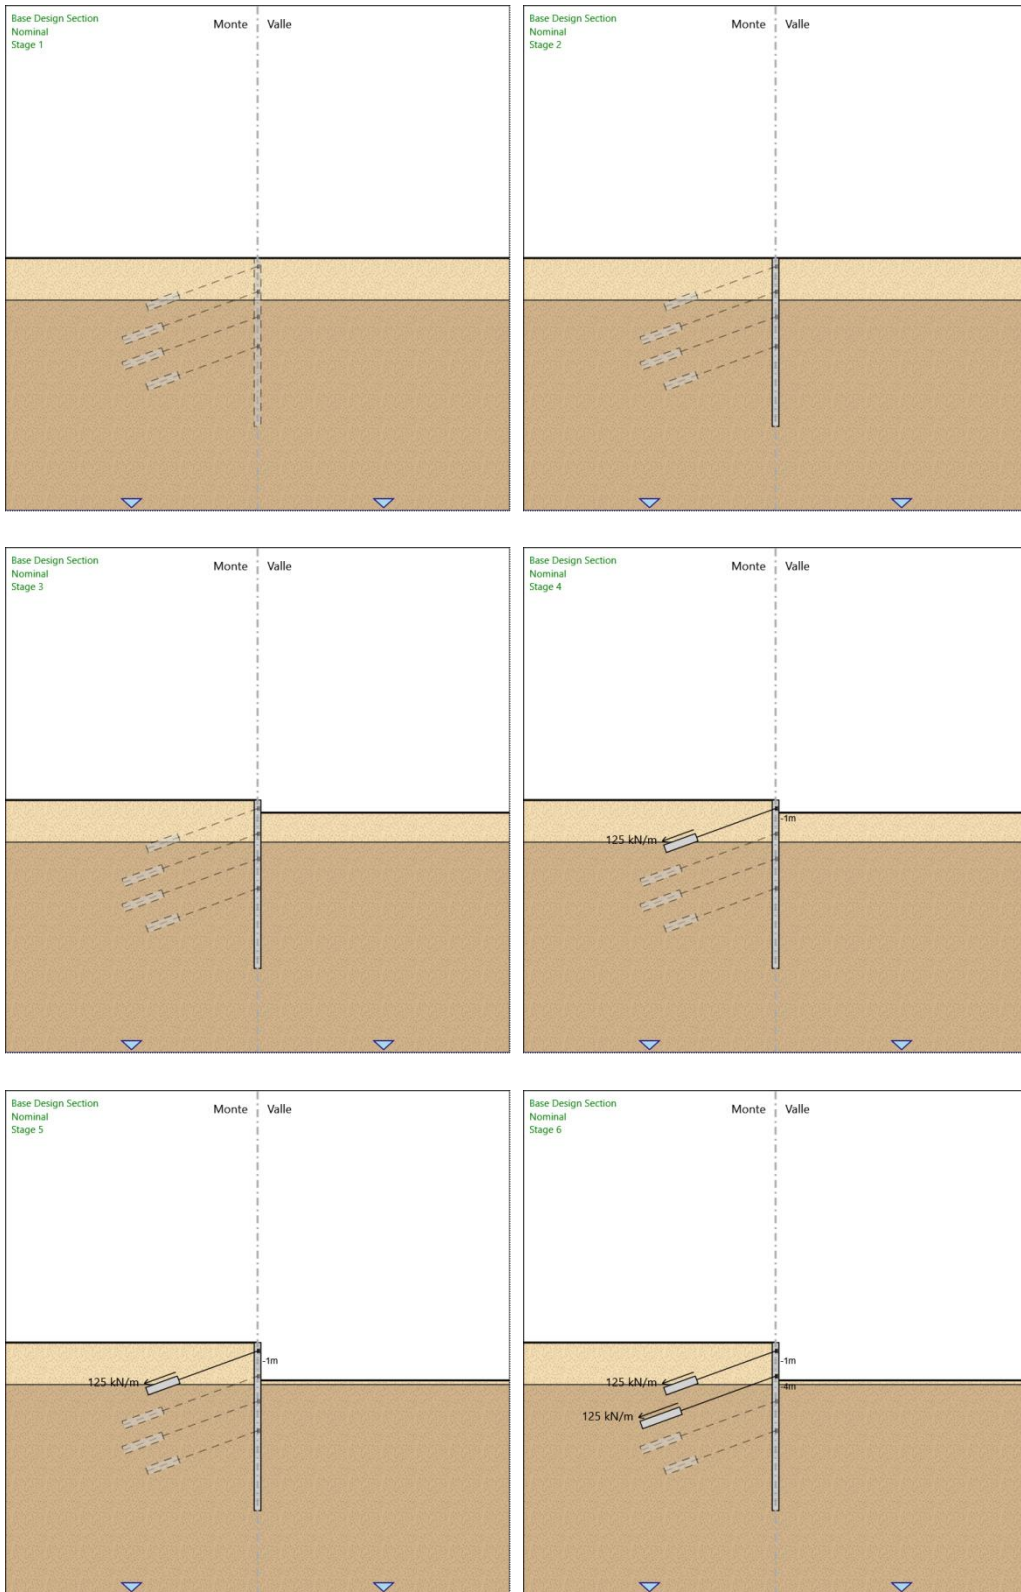 Base Design Section
Nominal
Stage 1
Monte Valle
Base Design Section
Nominal
Stage 2
Monte Valle
Base Design Section
Nominal
Stage 3
Monte Valle
Base Design Section
Nominal
Stage 4
Monte Valle
-1m
125 kN/m
Base Design Section
Nominal
Stage 5
Monte Valle
-1m
125 kN/m
Base Design Section
Nominal
Stage 6
Monte Valle
-1m
125 kN/m
-4m
125 kN/m